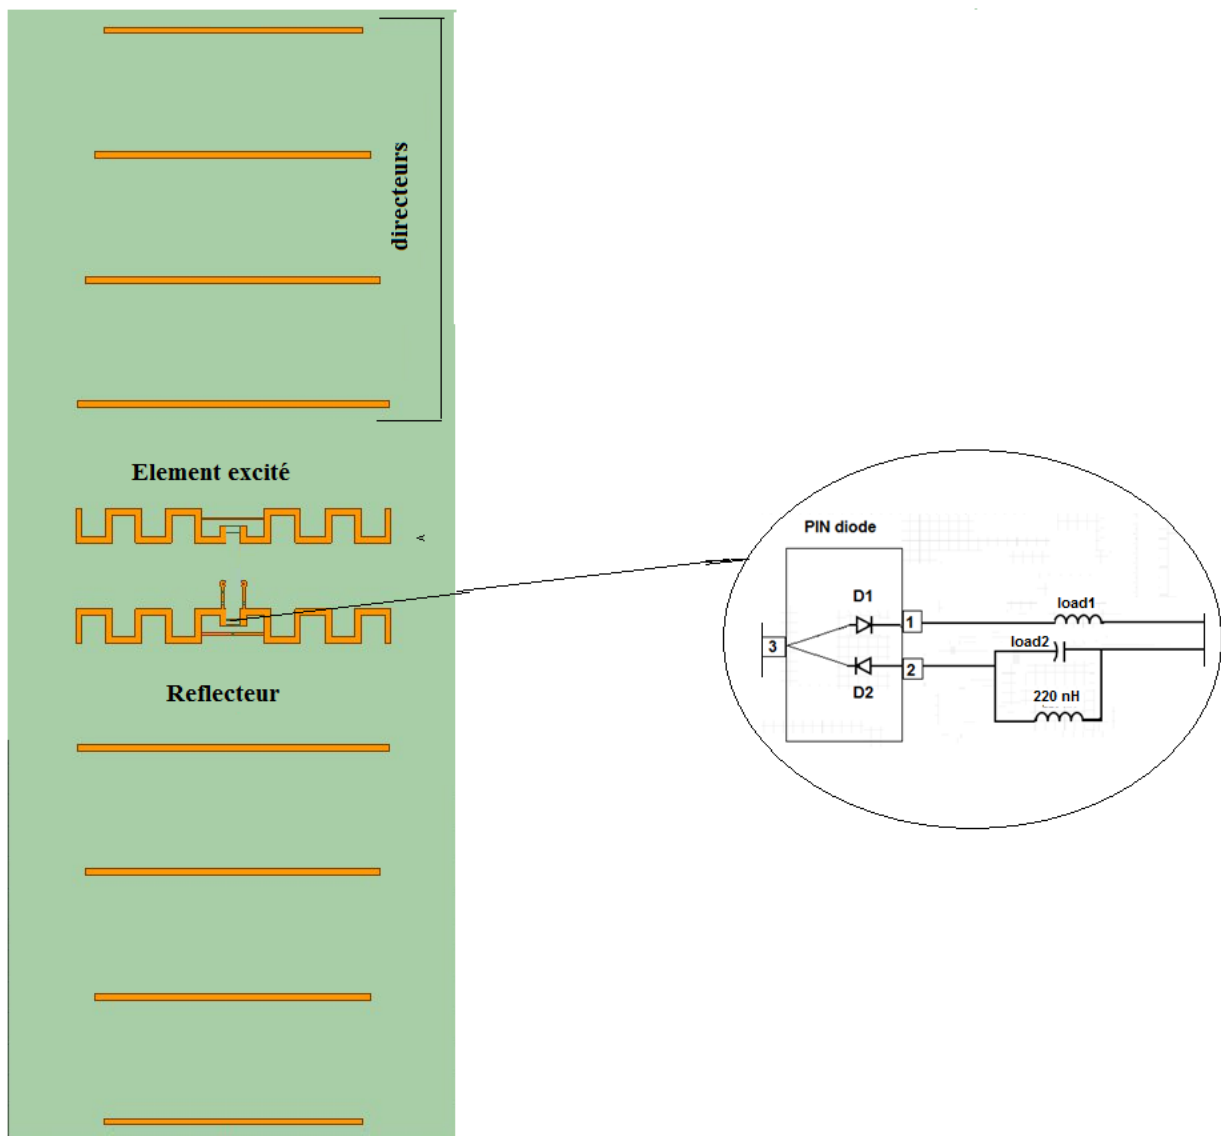 directeurs
Element excité
A
Reflecteur
PIN diode
D1
1
load1
3
load2
D2
2
220 nH